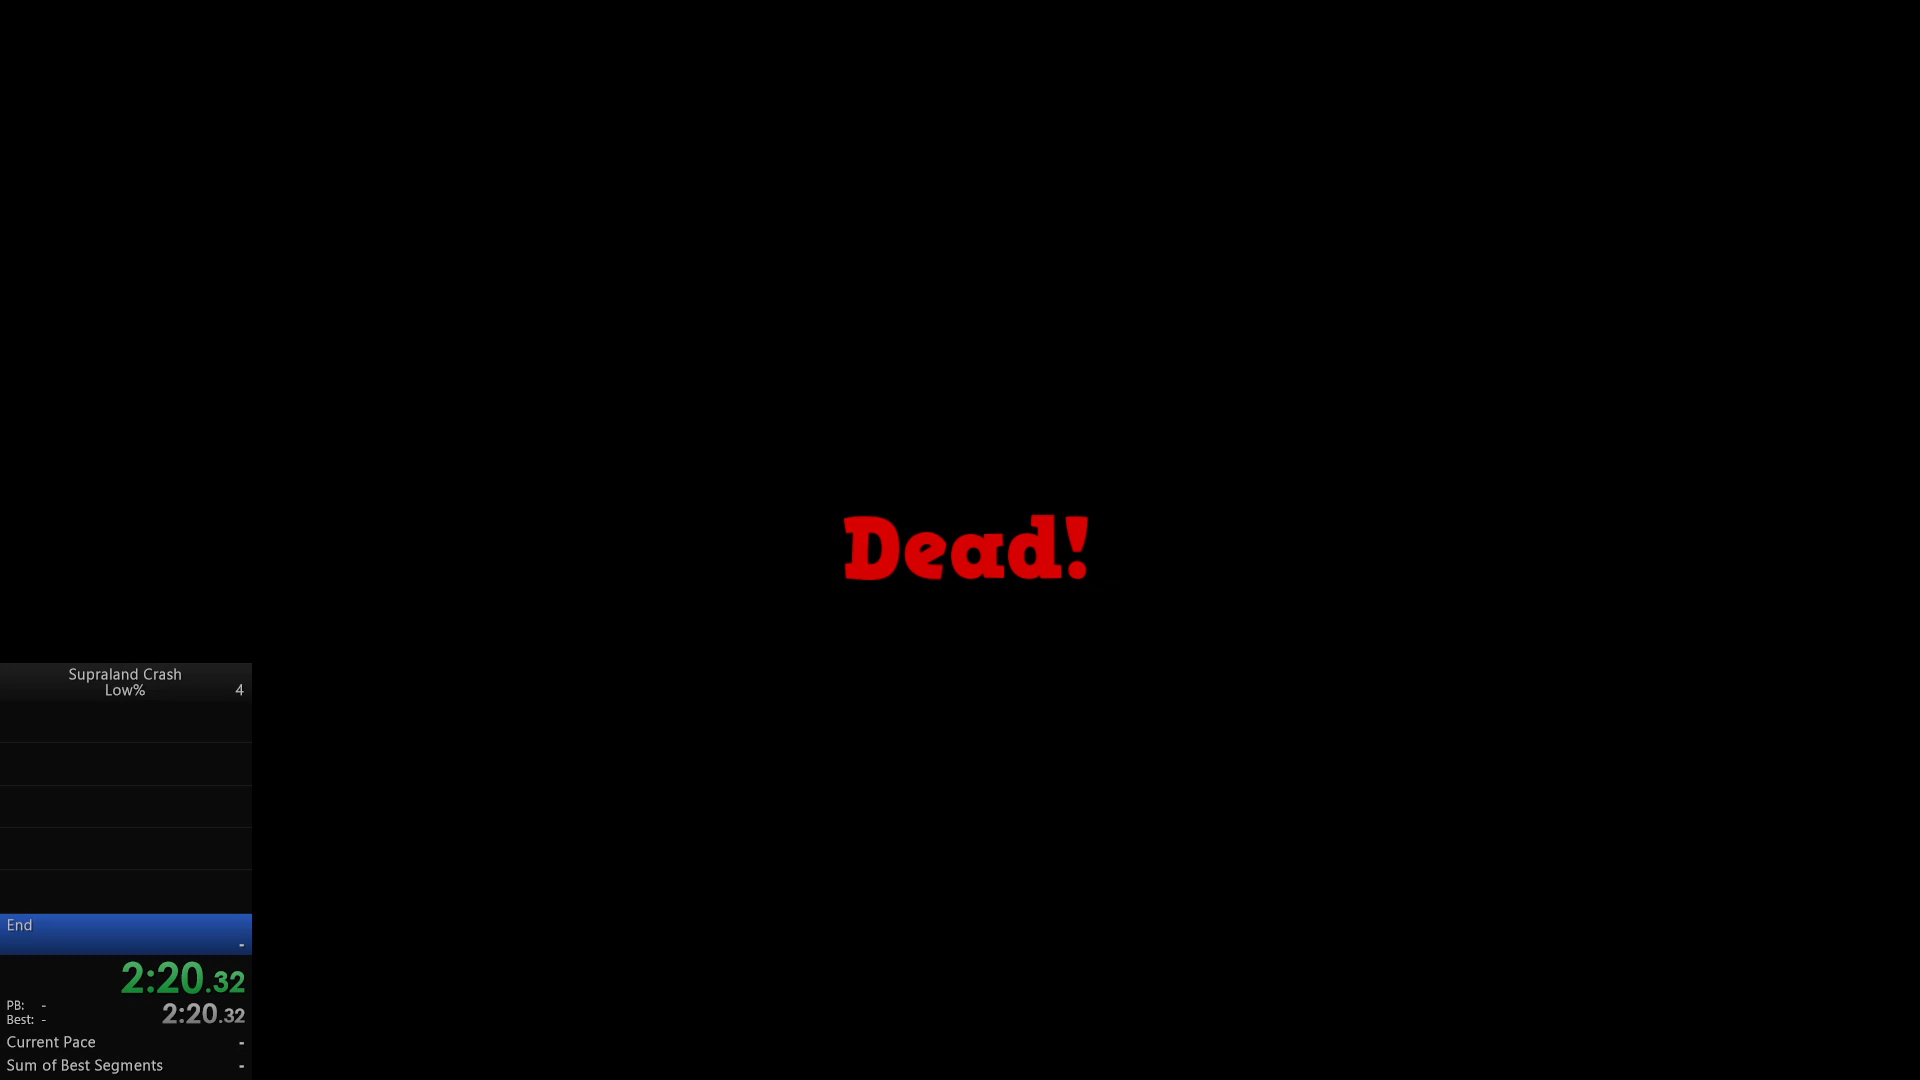 Dead!
Supraland Crash
Low% 4
End
-
2:20.32
PB: -
2:20.32
Best: -
Current Pace -
Sum of Best Segments -